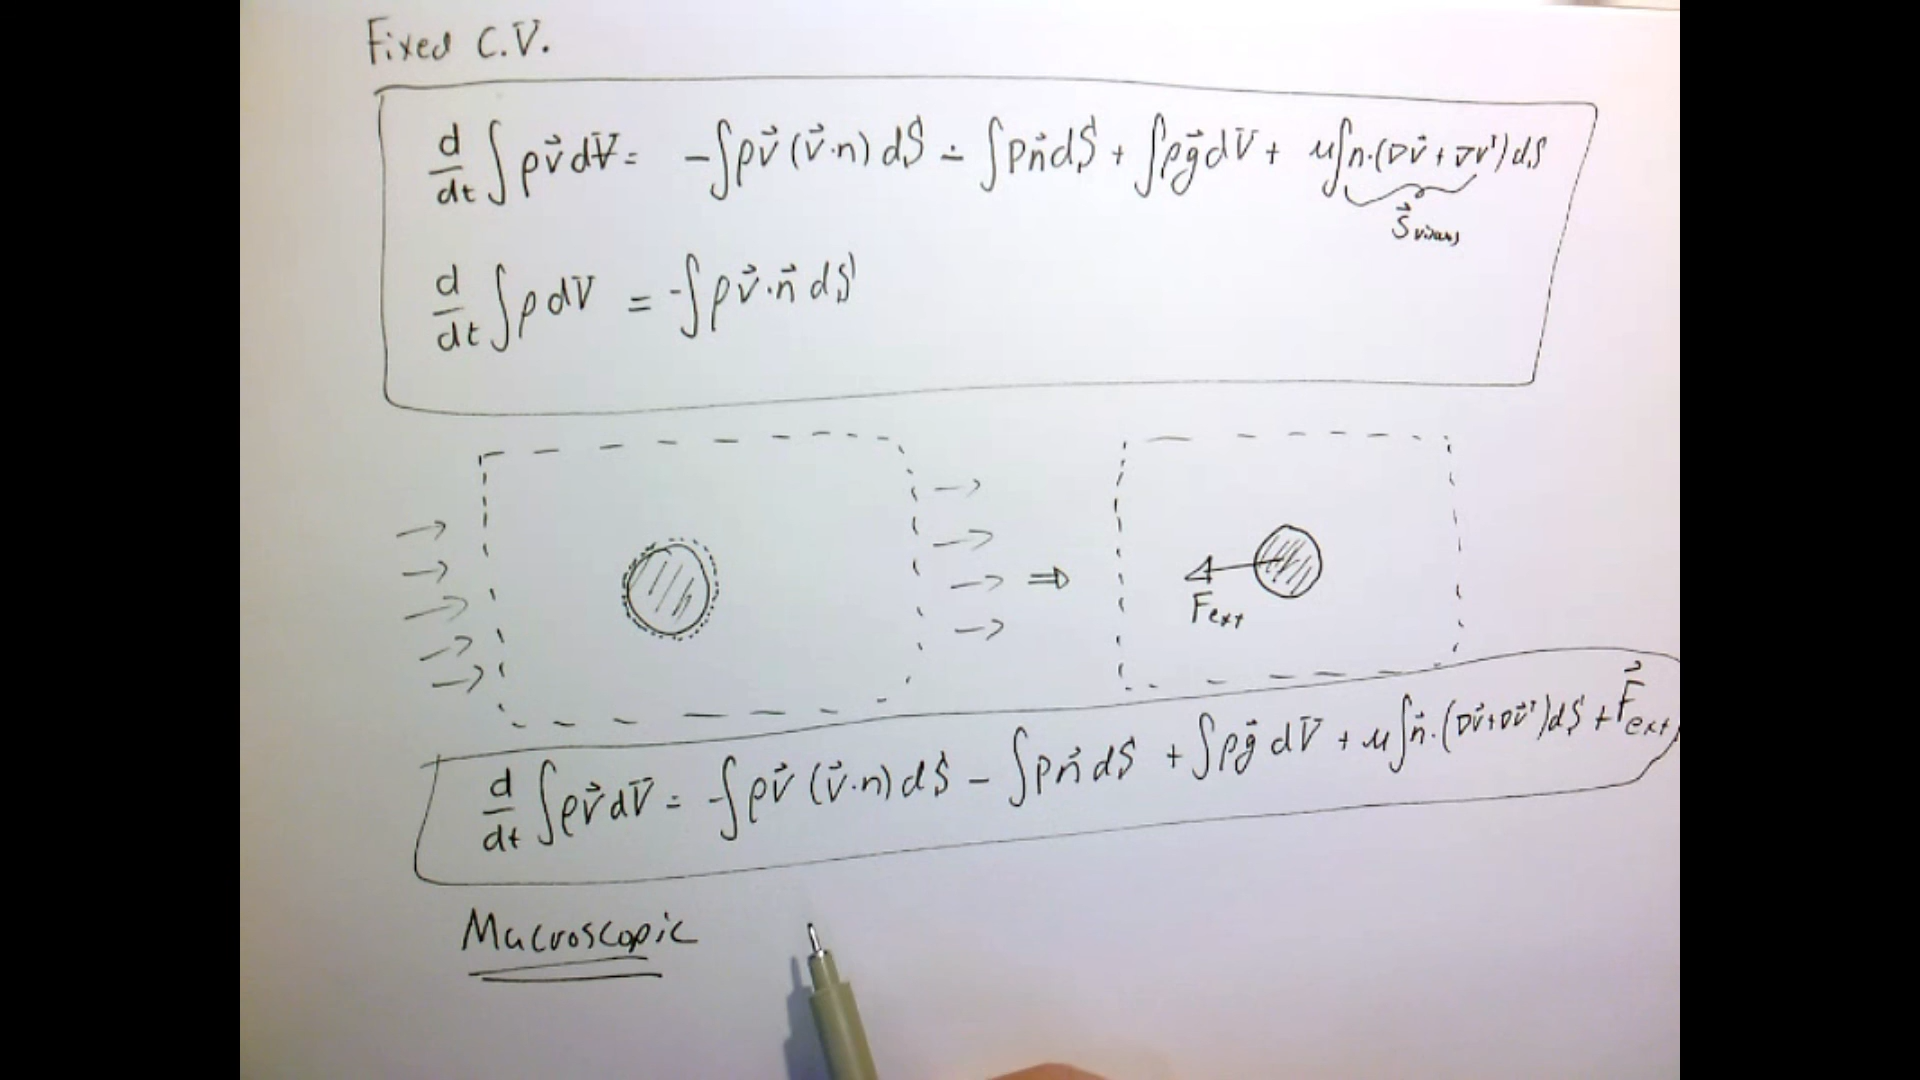 Fixed C.V.
d/dt ∫ρv⃗dV = -∫ρv⃗(v⃗·n)dS - ∫Pn⃗dS + ∫ρg⃗dV + μ∫n·(∇v⃗+∇vᵀ)dS
S⃗viscous
d/dt ∫ρdV = -∫ρv⃗·n⃗dS
⇒
Fext
d/dt ∫ρv⃗dV = -∫ρv⃗(v⃗·n)dS - ∫Pn⃗dS + ∫ρg⃗dV + μ∫n⃗·(∇v⃗+∇v⃗ᵀ)dS + F⃗ext
Macroscopic